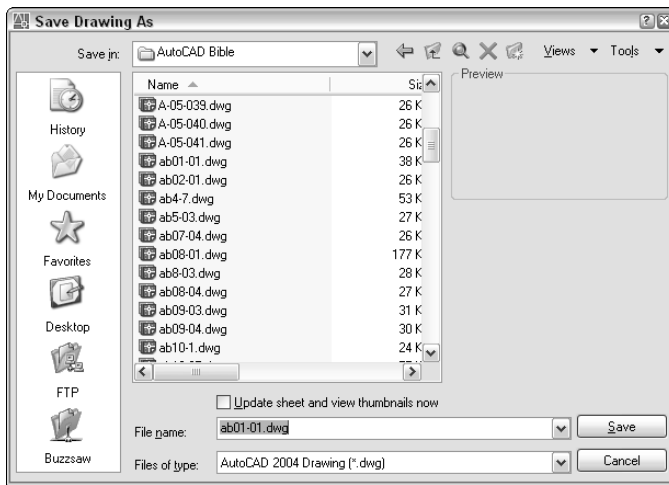 Save Drawing As
Save in: AutoCAD Bible Views Tools
Name Siz
Preview
A-05-039.dwg 26 K
A-05-040.dwg 26 K
A-05-041.dwg 26 K
ab01-01.dwg 38 K
ab02-01.dwg 26 K
ab4-7.dwg 53 K
ab5-03.dwg 27 K
ab07-04.dwg 26 K
ab08-01.dwg 177 K
ab8-03.dwg 28 K
ab08-04.dwg 27 K
ab09-03.dwg 31 K
ab09-04.dwg 30 K
ab10-1.dwg 24 K
History
My Documents
Favorites
Desktop
FTP
Buzzsaw
Update sheet and view thumbnails now
File name: ab01-01.dwg Save
Files of type: AutoCAD 2004 Drawing (*.dwg) Cancel